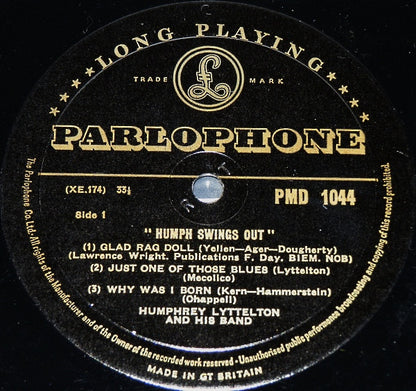 LONG PLAYING
TRADE MARK
£
PARLOPHONE
(XE.174) 33⅓
PMD 1044
Side 1
"HUMPH SWINGS OUT"
(1) GLAD RAG DOLL (Yellen—Ager—Dougherty)
(Lawrence Wright. Publications F. Day. BIEM. NOB)
(2) JUST ONE OF THOSE BLUES (Lyttelton)
(Mecolico)
(3) WHY WAS I BORN (Kern—Hammerstein)
(Chappell)
HUMPHREY LYTTELTON
AND HIS BAND
The Parlophone Co. Ltd. All rights of the Manufacturer and of the Owner of the recorded work reserved · Unauthorised public performance broadcasting and copying of this record prohibited
MADE IN GT BRITAIN